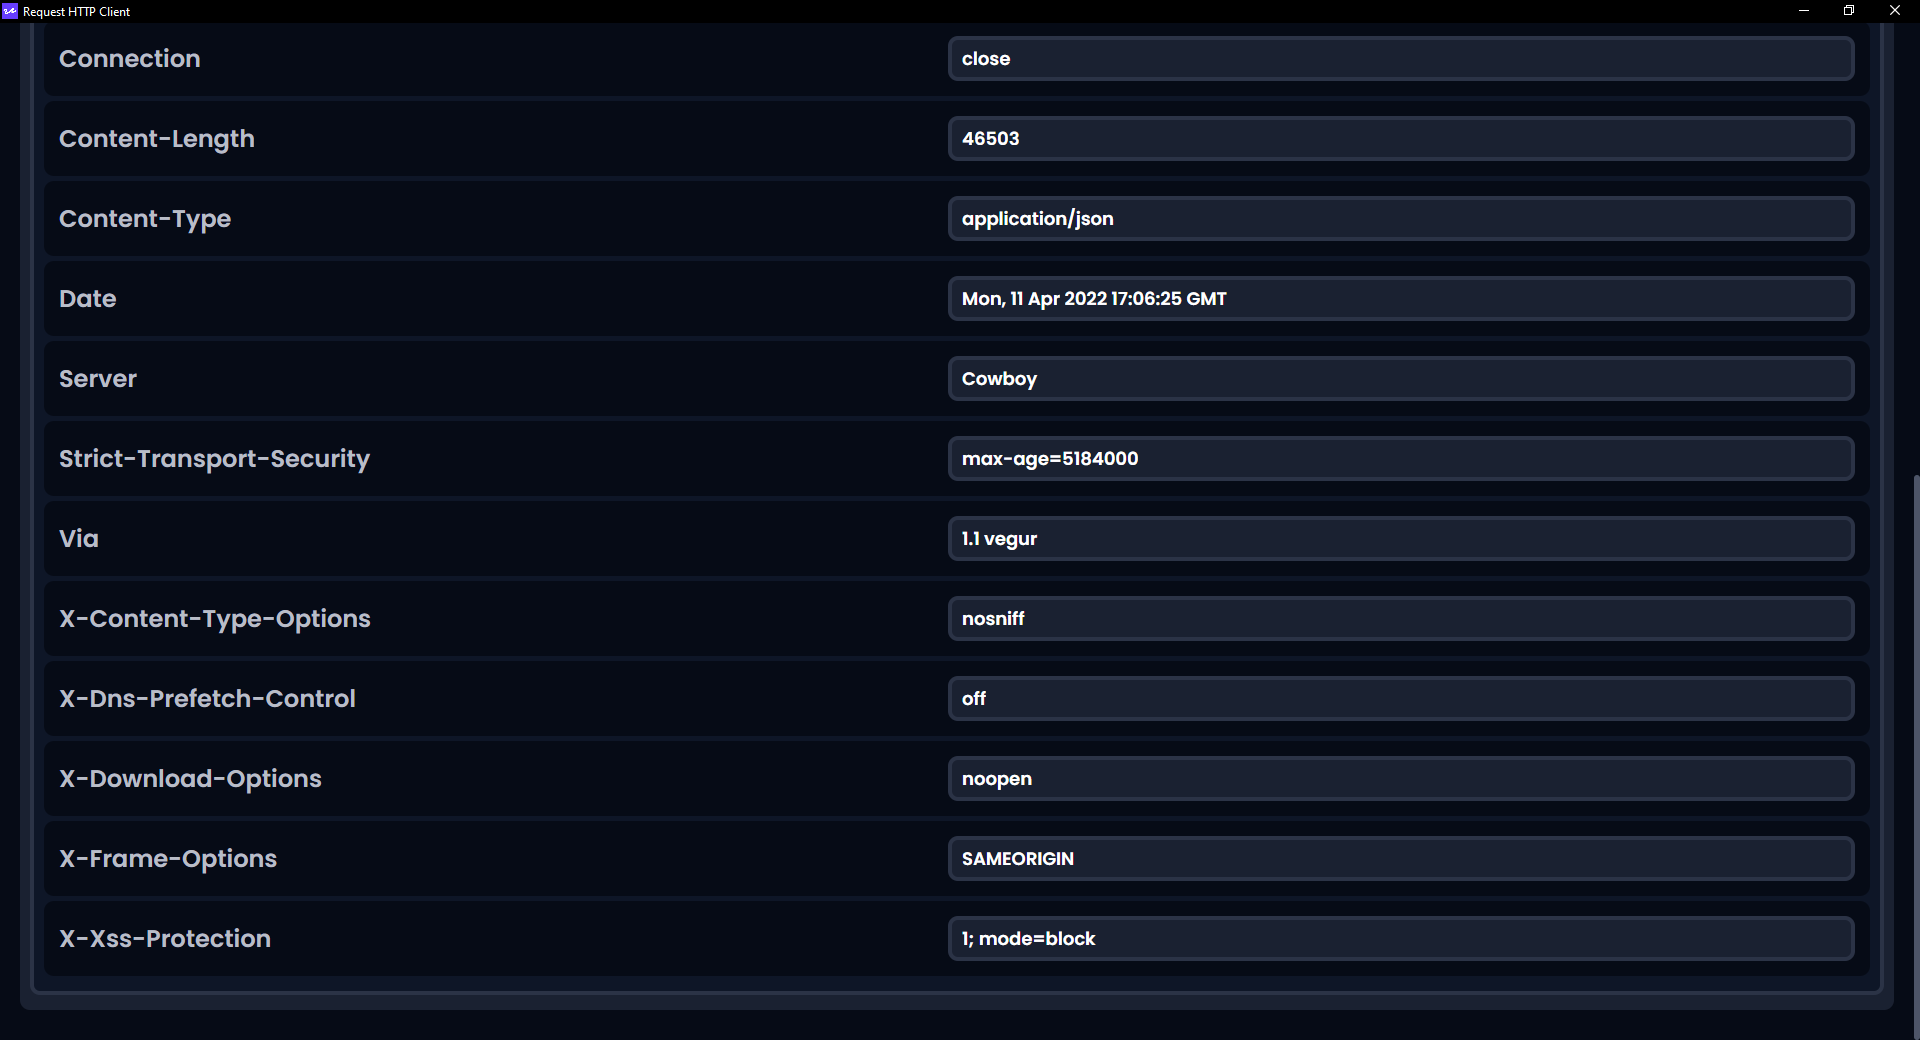 Request HTTP Client
Connection close
Content-Length 46503
Content-Type application/json
Date Mon, 11 Apr 2022 17:06:25 GMT
Server Cowboy
Strict-Transport-Security max-age=5184000
Via 1.1 vegur
X-Content-Type-Options nosniff
X-Dns-Prefetch-Control off
X-Download-Options noopen
X-Frame-Options SAMEORIGIN
X-Xss-Protection 1; mode=block